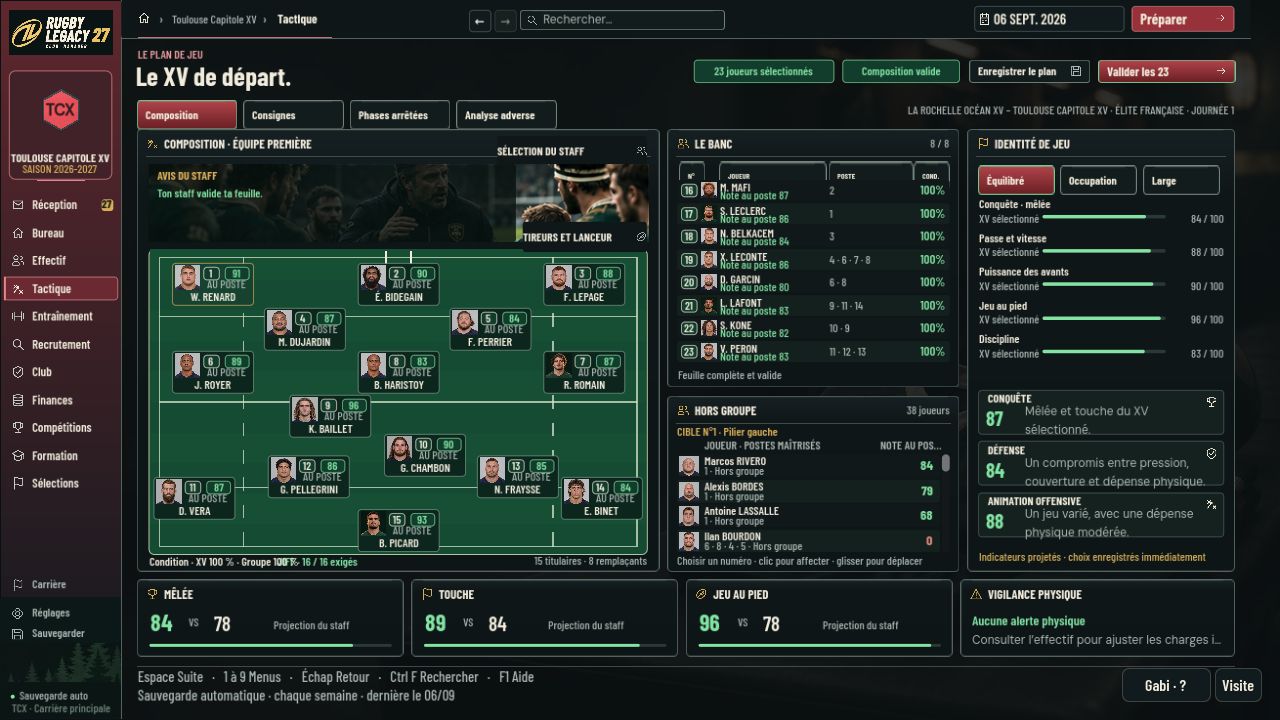 RUGBY
LEGACY 27
CLUB MANAGER
Toulouse Capitole XV › Tactique
Rechercher...
06 SEPT. 2026
Préparer
TCX
TOULOUSE CAPITOLE XV
SAISON 2026-2027
Réception 27
Bureau
Effectif
Tactique
Entraînement
Recrutement
Club
Finances
Compétitions
Formation
Sélections
Carrière
Réglages
Sauvegarder
Sauvegarde auto
TCX · Carrière principale
LE PLAN DE JEU
Le XV de départ.
23 joueurs sélectionnés
Composition valide
Enregistrer le plan
Valider les 23
Composition
Consignes
Phases arrêtées
Analyse adverse
LA ROCHELLE OCÉAN XV – TOULOUSE CAPITOLE XV · ÉLITE FRANÇAISE · JOURNÉE 1
COMPOSITION · ÉQUIPE PREMIÈRE
SÉLECTION DU STAFF
AVIS DU STAFF
Ton staff valide ta feuille.
TIREURS ET LANCEUR
1 91
AU POSTE
W. RENARD
2 90
AU POSTE
É. BIDEGAIN
3 88
AU POSTE
F. LEPAGE
4 87
AU POSTE
M. DUJARDIN
5 84
AU POSTE
F. PERRIER
6 89
AU POSTE
J. ROYER
8 83
AU POSTE
B. HARISTOY
7 87
AU POSTE
R. ROMAIN
9 96
AU POSTE
K. BAILLET
10 90
AU POSTE
G. CHAMBON
12 86
AU POSTE
G. PELLEGRINI
13 85
AU POSTE
N. FRAYSSE
11 87
AU POSTE
D. VERA
14 84
AU POSTE
E. BINET
15 93
AU POSTE
B. PICARD
Condition · XV 100 % · Groupe 100 %
16 / 16 exigés
15 titulaires · 8 remplaçants
LE BANC
8 / 8
N° JOUEUR POSTE COND.
16 M. MAFI 2 100%
Note au poste 87
17 S. LECLERC 1 100%
Note au poste 86
18 N. BELKACEM 3 100%
Note au poste 84
19 X. LECONTE 4 · 6 · 7 · 8 100%
Note au poste 86
20 D. GARCIN 6 · 8 100%
Note au poste 80
21 L. LAFONT 9 · 11 · 14 100%
Note au poste 83
22 S. KONE 10 · 9 100%
Note au poste 82
23 V. PERON 11 · 12 · 13 100%
Note au poste 83
Feuille complète et valide
HORS GROUPE
38 joueurs
CIBLE N°1 · Pilier gauche
JOUEUR · POSTES MAÎTRISÉS NOTE AU POS...
Marcos RIVERO 84
1 · Hors groupe
Alexis BORDES 79
1 · Hors groupe
Antoine LASSALLE 68
1 · Hors groupe
Ilan BOURDON 0
6 · 8 · 4 · 5 · Hors groupe
Choisir un numéro · clic pour affecter · glisser pour déplacer
IDENTITÉ DE JEU
Équilibré
Occupation
Large
Conquête · mêlée
XV sélectionné 84 / 100
Passe et vitesse
XV sélectionné 88 / 100
Puissance des avants
XV sélectionné 90 / 100
Jeu au pied
XV sélectionné 96 / 100
Discipline
XV sélectionné 83 / 100
CONQUÊTE
87 Mêlée et touche du XV
sélectionné.
DÉFENSE
84 Un compromis entre pression,
couverture et dépense physique.
ANIMATION OFFENSIVE
88 Un jeu varié, avec une dépense
physique modérée.
Indicateurs projetés · choix enregistrés immédiatement
MÊLÉE
84 VS 78 Projection du staff
TOUCHE
89 VS 84 Projection du staff
JEU AU PIED
96 VS 78 Projection du staff
VIGILANCE PHYSIQUE
Aucune alerte physique
Consulter l'effectif pour ajuster les charges i...
Espace Suite · 1 à 9 Menus · Échap Retour · Ctrl F Rechercher · F1 Aide
Sauvegarde automatique · chaque semaine · dernière le 06/09
Gabi · ?
Visite